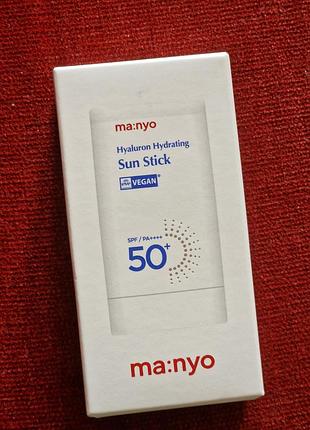 ma:nyo
Hyaluron Hydrating
Sun Stick
VEGAN
SPF / PA++++
50+
ma:nyo